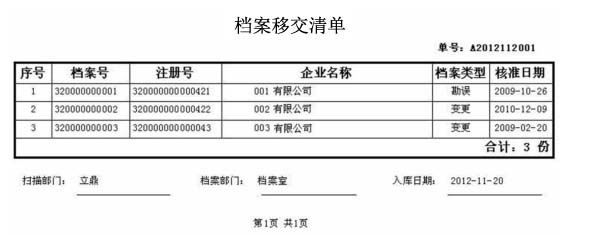 档案移交清单
单号：A2012112001
序号 档案号 注册号 企业名称 档案类型 核准日期
1 320000000001 320000000000421 001 有限公司 勘误 2009-10-26
2 320000000002 320000000000422 002 有限公司 变更 2010-12-09
3 320000000003 320000000000043 003 有限公司 变更 2009-02-20
合计：3 份
扫描部门： 立鼎 档案部门： 档案室 入库日期： 2012-11-20
第1页 共1页